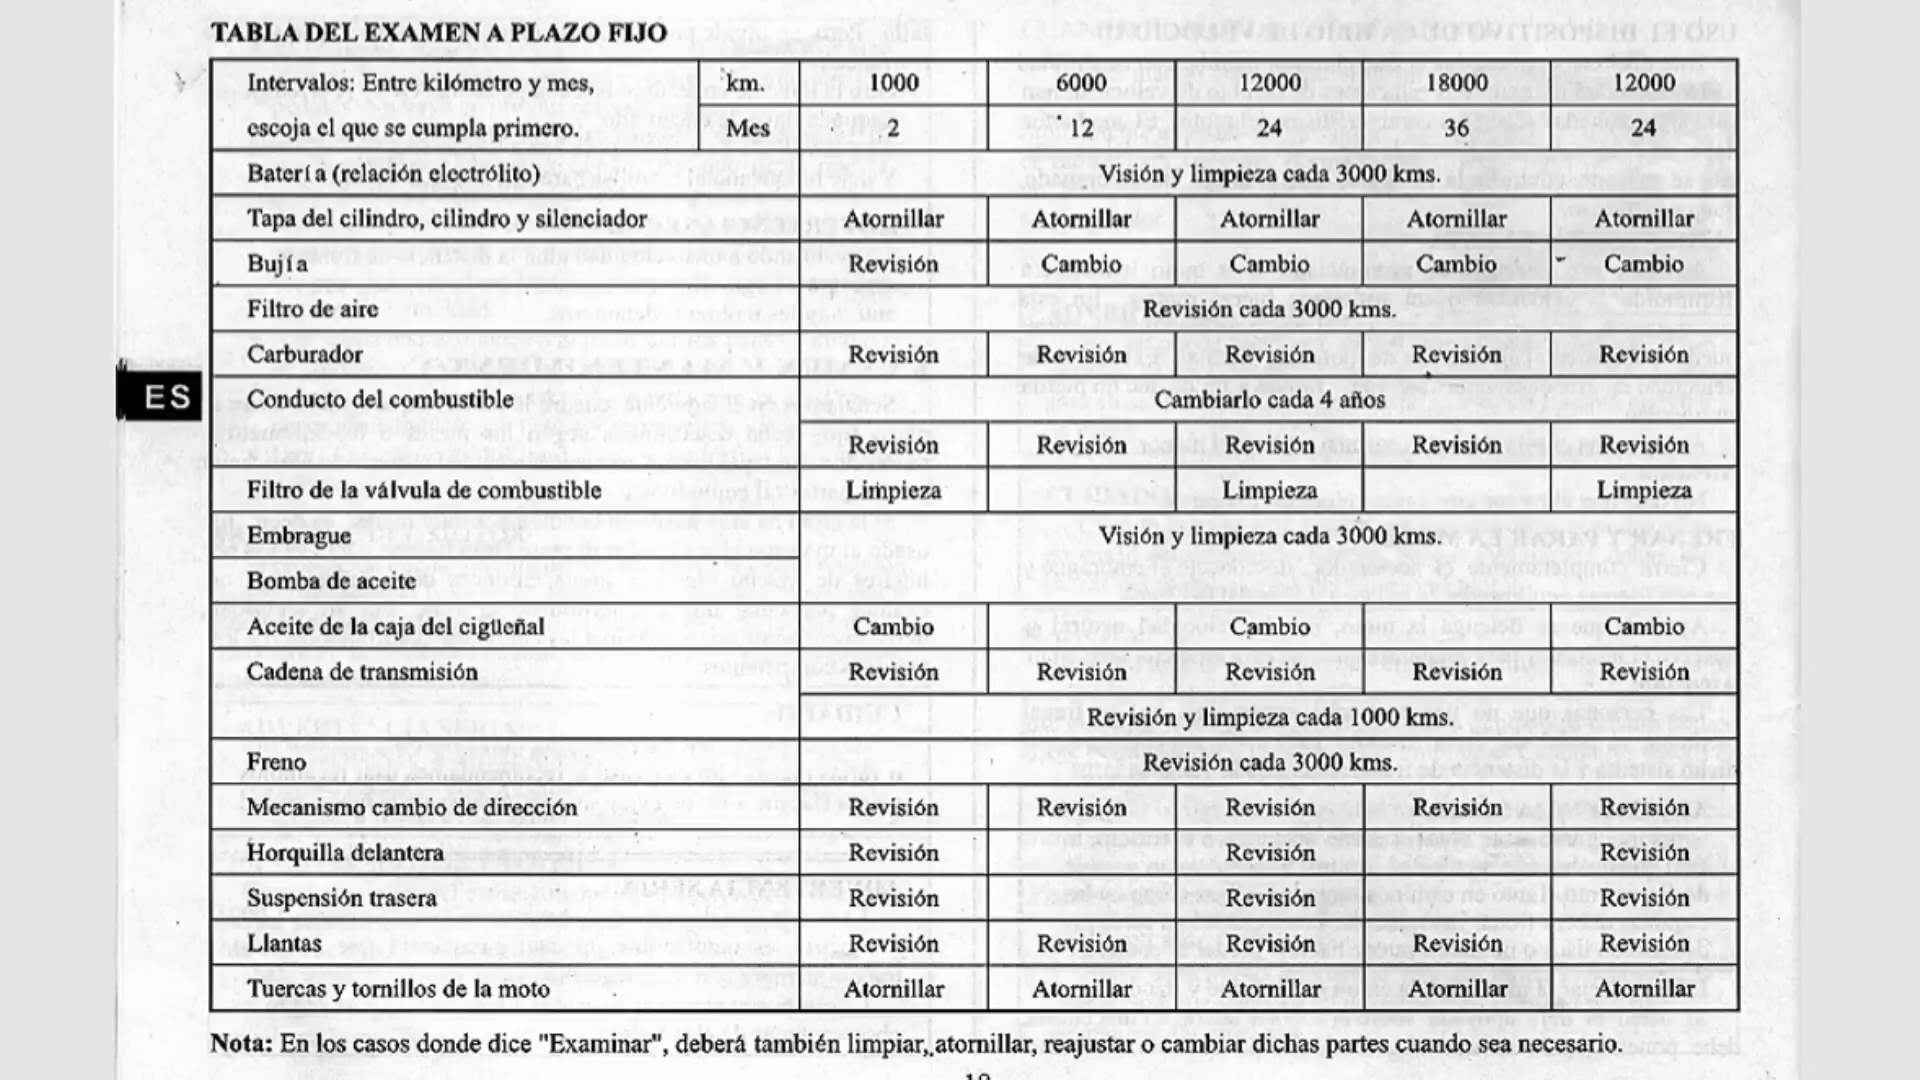 TABLA DEL EXAMEN A PLAZO FIJO
Intervalos: Entre kilómetro y mes, km. 1000 6000 12000 18000 12000
escoja el que se cumpla primero. Mes 2 12 24 36 24
Batería (relación electrólito) Visión y limpieza cada 3000 kms.
Tapa del cilindro, cilindro y silenciador Atornillar Atornillar Atornillar Atornillar Atornillar
Bujía Revisión Cambio Cambio Cambio Cambio
Filtro de aire Revisión cada 3000 kms.
Carburador Revisión Revisión Revisión Revisión Revisión
ES
Conducto del combustible Cambiarlo cada 4 años
Revisión Revisión Revisión Revisión Revisión
Filtro de la válvula de combustible Limpieza Limpieza Limpieza
Embrague Visión y limpieza cada 3000 kms.
Bomba de aceite
Aceite de la caja del cigüeñal Cambio Cambio Cambio
Cadena de transmisión Revisión Revisión Revisión Revisión Revisión
Revisión y limpieza cada 1000 kms.
Freno Revisión cada 3000 kms.
Mecanismo cambio de dirección Revisión Revisión Revisión Revisión Revisión
Horquilla delantera Revisión Revisión Revisión
Suspensión trasera Revisión Revisión Revisión
Llantas Revisión Revisión Revisión Revisión Revisión
Tuercas y tornillos de la moto Atornillar Atornillar Atornillar Atornillar Atornillar
Nota: En los casos donde dice "Examinar", deberá también limpiar, atornillar, reajustar o cambiar dichas partes cuando sea necesario.